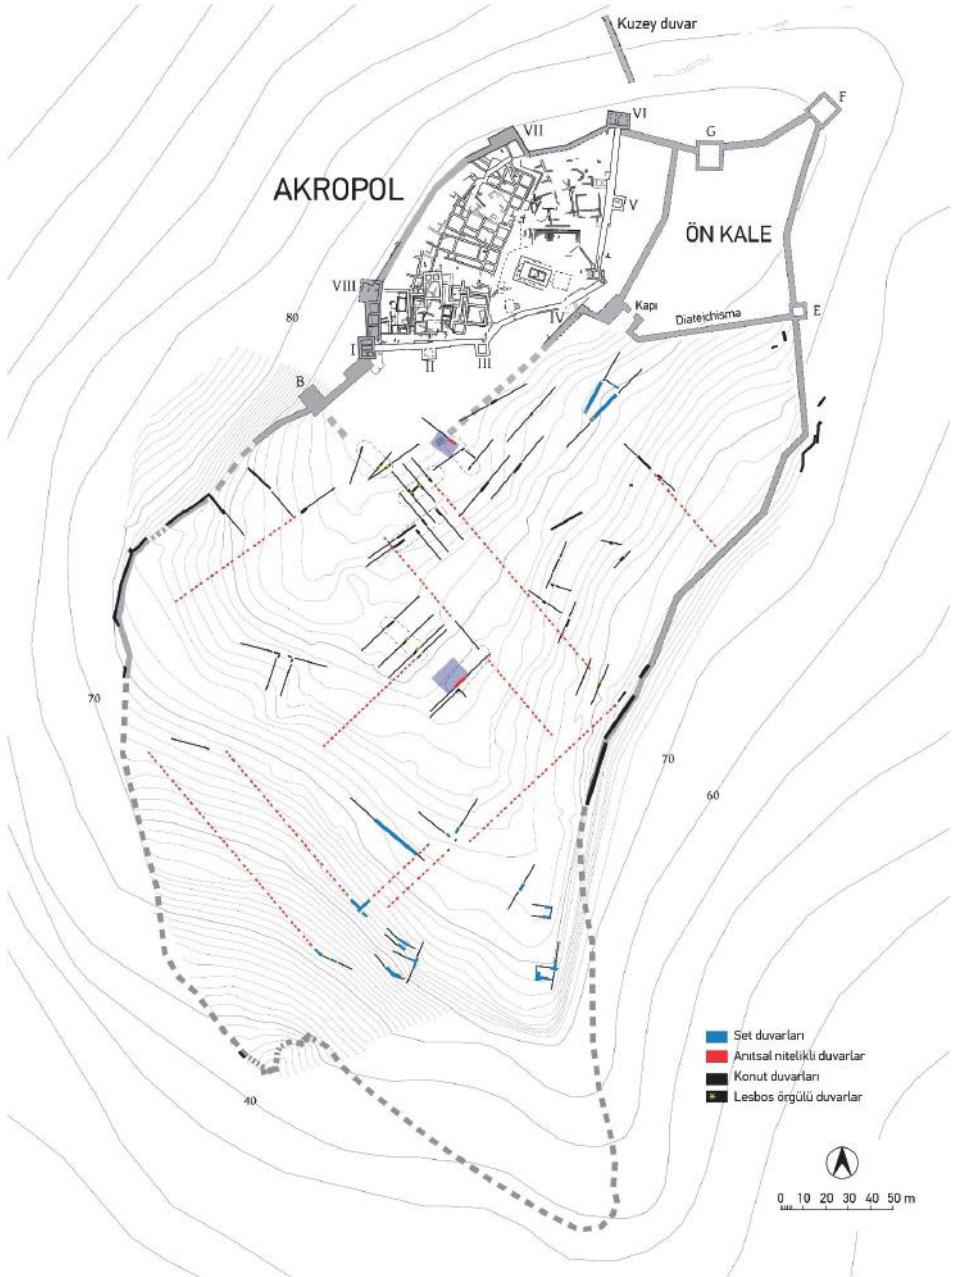 Kuzey duvar
F
VI
VII
G
AKROPOL
V
ÖN KALE
VIII
Kapı
80
IV
Diateichisma
E
I
II
III
B
70
70
60
Set duvarları
Anıtsal nitelikli duvarlar
Konut duvarları
Lesbos örgülü duvarlar
40
0 10 20 30 40 50 m